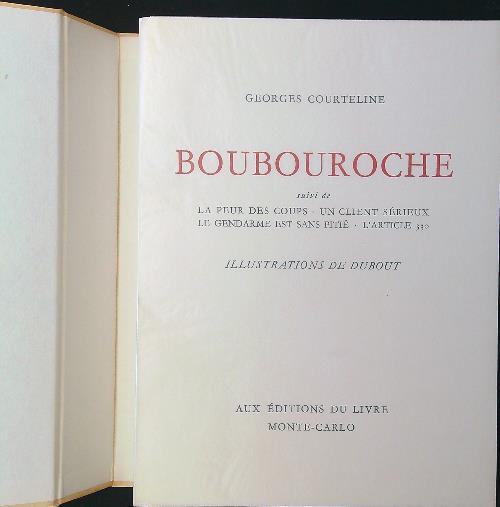 GEORGES COURTELINE
BOUBOUROCHE
suivi de
LA PEUR DES COUPS · UN CLIENT SÉRIEUX
LE GENDARME EST SANS PITIÉ · L'ARTICLE 330
ILLUSTRATIONS DE DUBOUT
AUX ÉDITIONS DU LIVRE
MONTE-CARLO